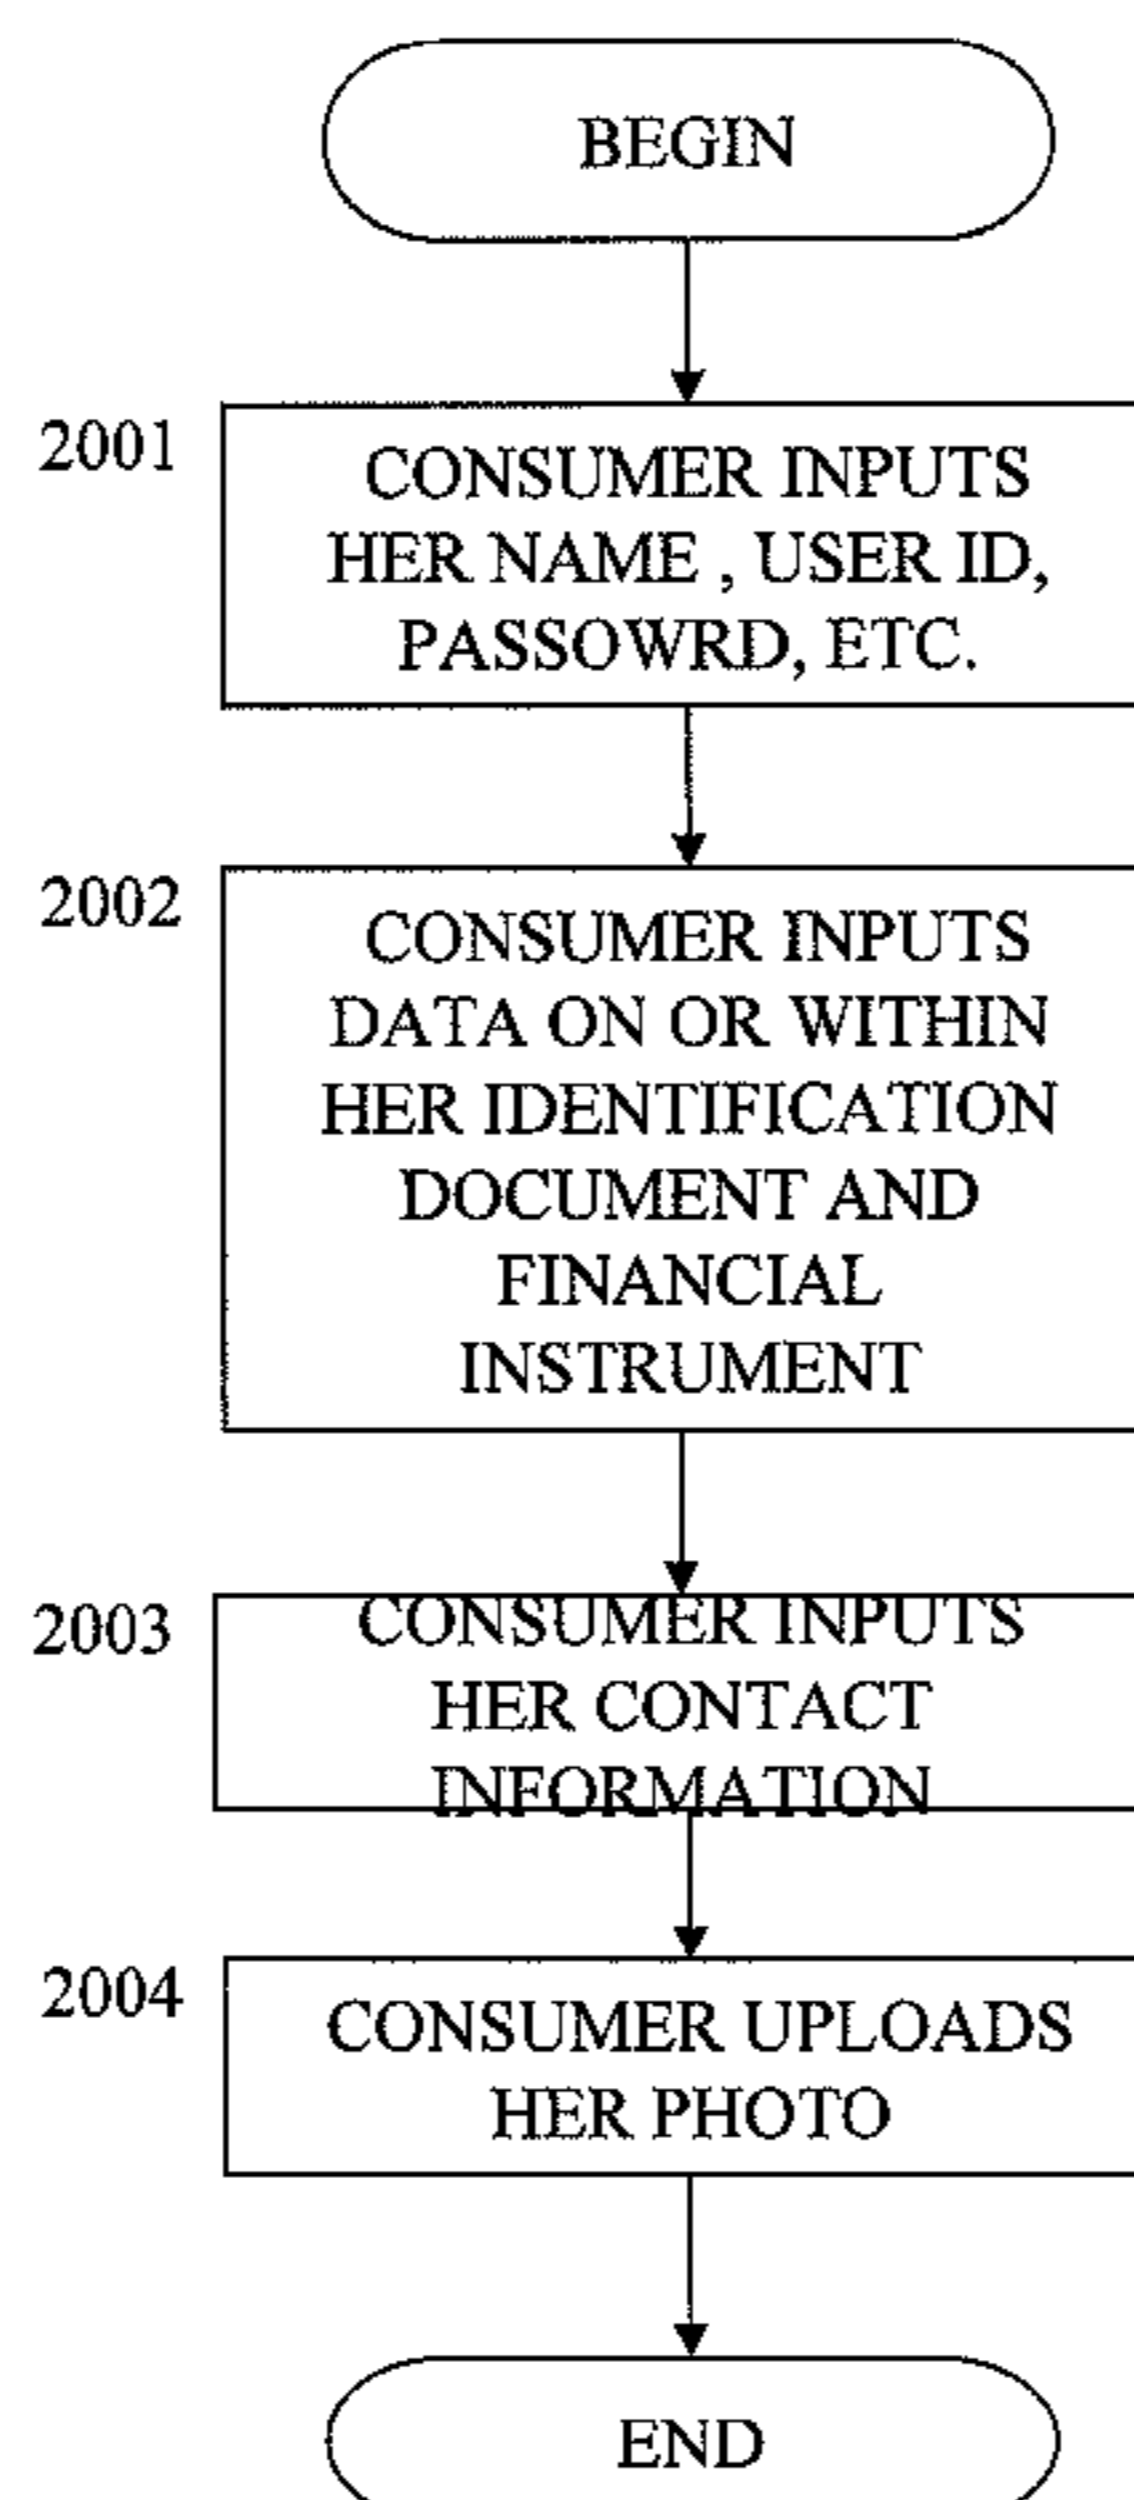 BEGIN
2001
CONSUMER INPUTS
HER NAME , USER ID,
PASSOWRD, ETC.
2002
CONSUMER INPUTS
DATA ON OR WITHIN
HER IDENTIFICATION
DOCUMENT AND
FINANCIAL
INSTRUMENT
2003
CONSUMER INPUTS
HER CONTACT
INFORMATION
2004
CONSUMER UPLOADS
HER PHOTO
END